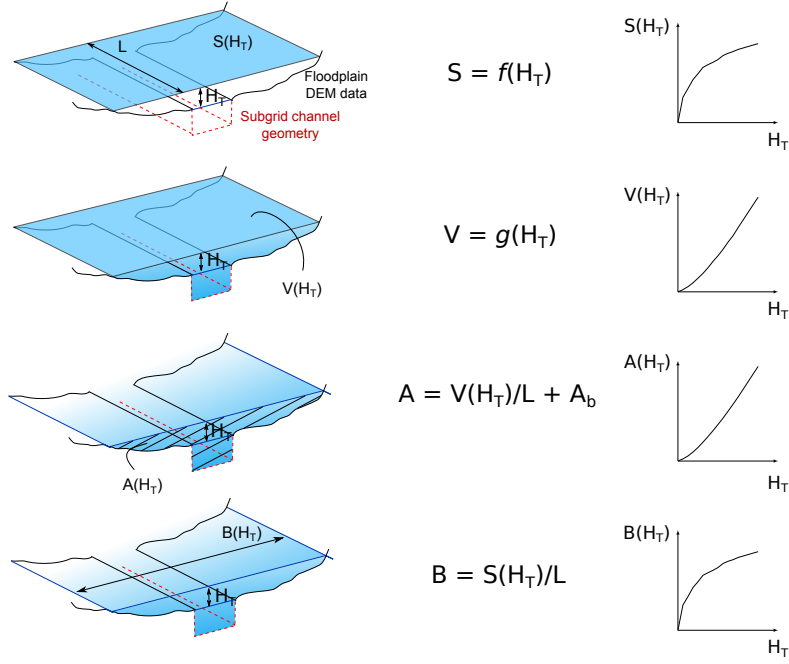 L
S(H_T)
H_T
Floodplain
DEM data
Subgrid channel
geometry
S = f(H_T)
S(H_T)
H_T
H_T
V(H_T)
V = g(H_T)
V(H_T)
H_T
H_T
A(H_T)
A = V(H_T)/L + A_b
A(H_T)
H_T
B(H_T)
H_T
B = S(H_T)/L
B(H_T)
H_T